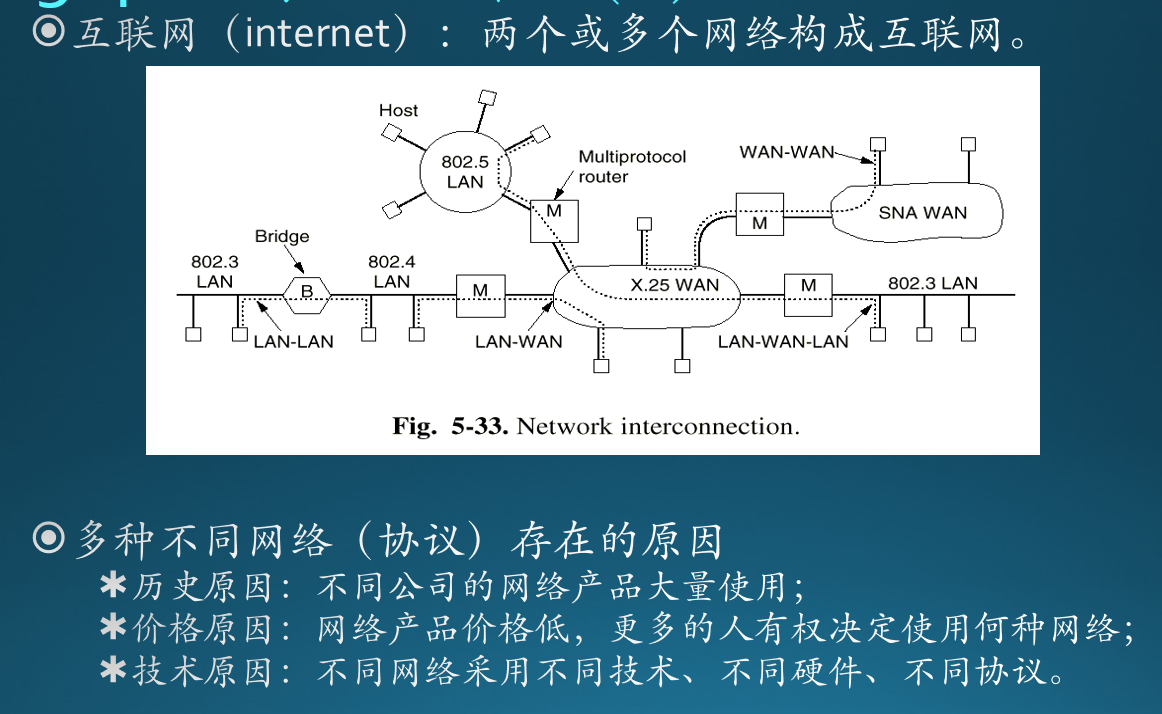 ◉互联网（internet）：两个或多个网络构成互联网。
Host
802.5
LAN
Multiprotocol
router
M
WAN-WAN
M
SNA WAN
Bridge
802.3
LAN
B
802.4
LAN
M
X.25 WAN
M
802.3 LAN
LAN-LAN
LAN-WAN
LAN-WAN-LAN
Fig. 5-33. Network interconnection.
◉多种不同网络（协议）存在的原因
✱历史原因：不同公司的网络产品大量使用；
✱价格原因：网络产品价格低，更多的人有权决定使用何种网络；
✱技术原因：不同网络采用不同技术、不同硬件、不同协议。